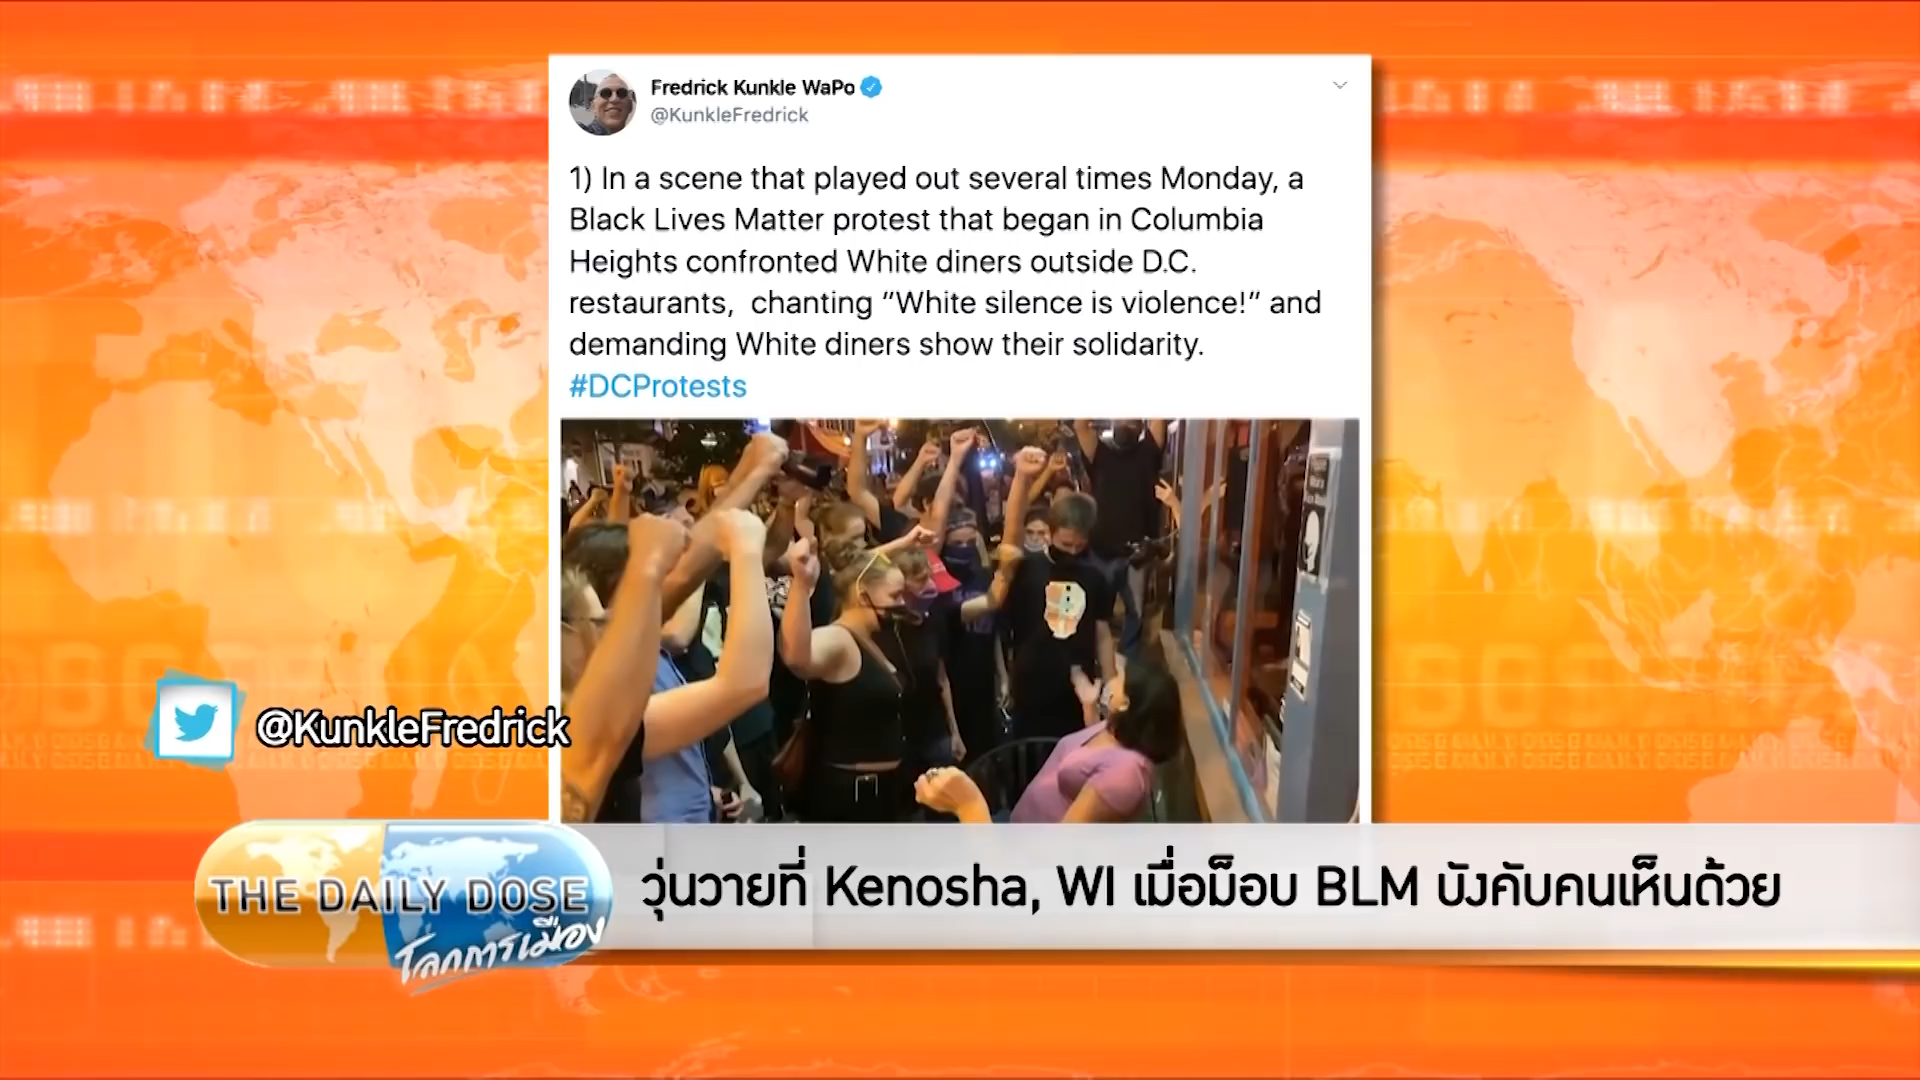 Fredrick Kunkle WaPo
@KunkleFredrick
1) In a scene that played out several times Monday, a
Black Lives Matter protest that began in Columbia
Heights confronted White diners outside D.C.
restaurants,  chanting "White silence is violence!" and
demanding White diners show their solidarity.
#DCProtests
@KunkleFredrick
THE DAILY DOSE
โลกการเมือง
วุ่นวายที่ Kenosha, WI เมื่อม็อบ BLM บังคับคนเห็นด้วย